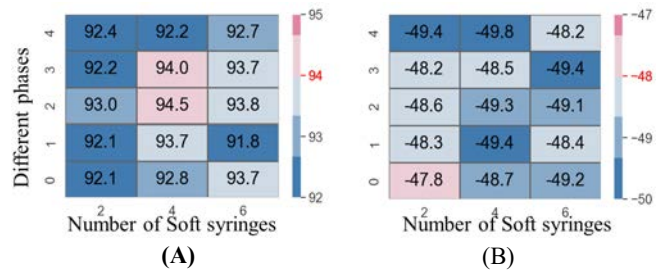 Different phases
4 92.4 92.2 92.7
3 92.2 94.0 93.7
2 93.0 94.5 93.8
1 92.1 93.7 91.8
0 92.1 92.8 93.7
2 4 6
Number of Soft syringes
95
94
93
92
(A)
4 -49.4 -49.8 -48.2
3 -48.2 -48.5 -49.4
2 -48.6 -49.3 -49.1
1 -48.3 -49.4 -48.4
0 -47.8 -48.7 -49.2
2 4 6.
Number of Soft syringes
-47
-48
-49
-50
(B)